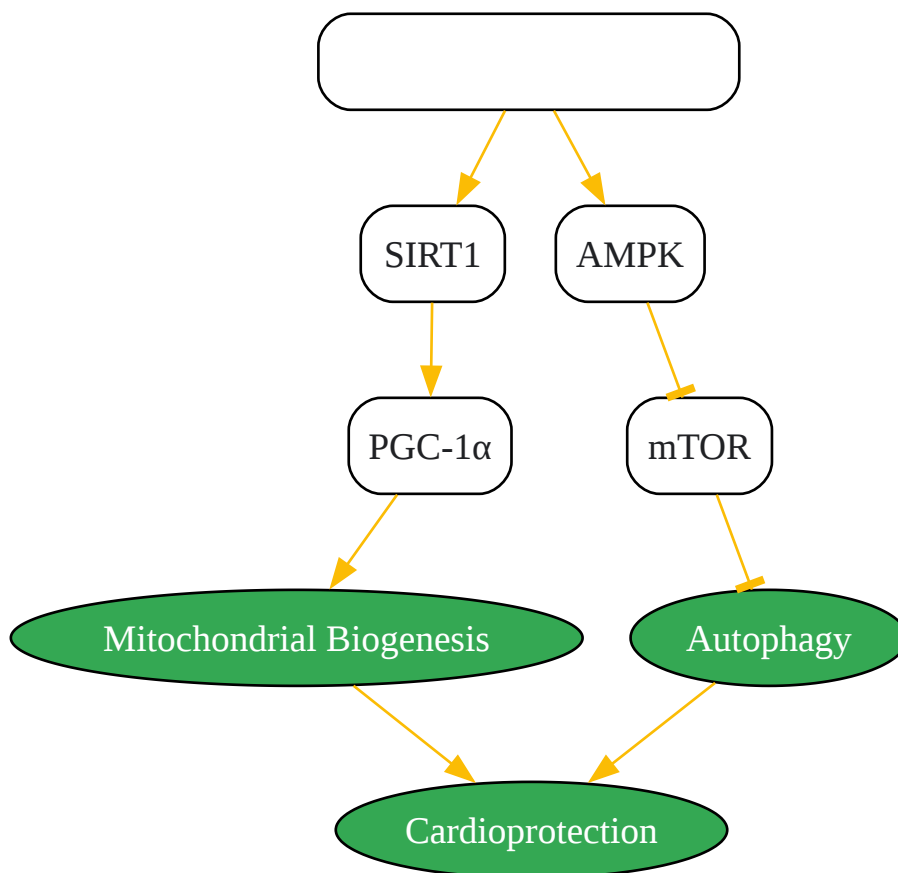 SIRT1
AMPK
PGC-1α
mTOR
Mitochondrial Biogenesis
Autophagy
Cardioprotection